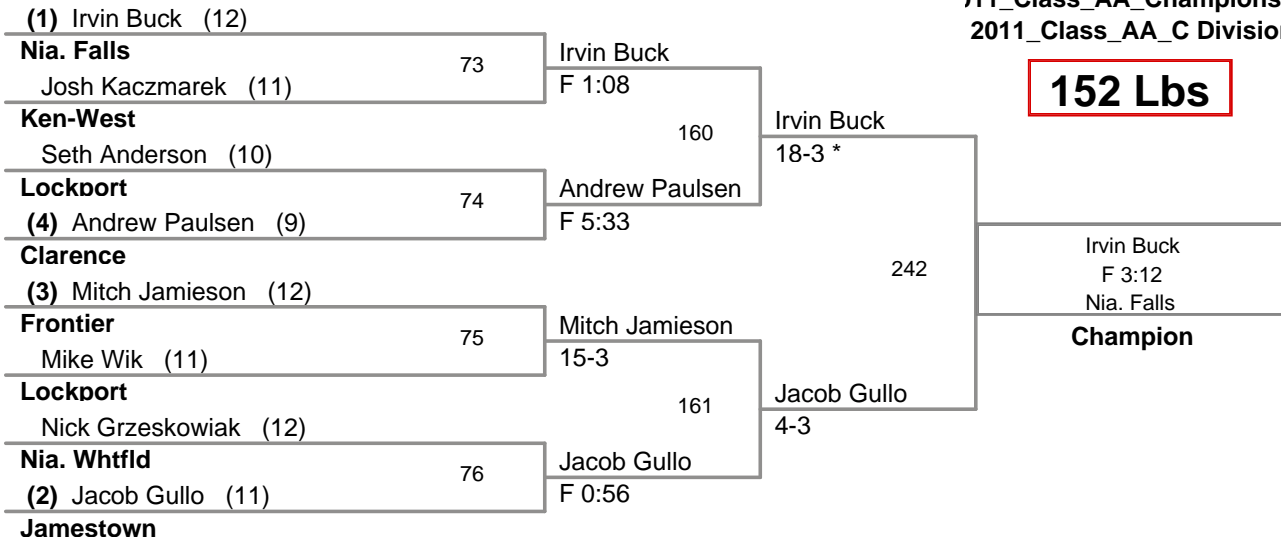 2011_Class_AA_C
(1) Irvin Buck (12)
Nia. Falls
73
Josh Kaczmarek (11)
Ken-West
Seth Anderson (10)
Lockport
74
(4) Andrew Paulsen (9)
Clarence
(3) Mitch Jamieson (12)
Frontier
75
Mike Wik (11)
Lockport
Nick Grzeskowiak (12)
Nia. Whtfld
76
(2) Jacob Gullo (11)
Jamestown
Irvin Buck
F 1:08
160
Andrew Paulsen
F 5:33
Mitch Jamieson
15-3
161
Jacob Gullo
F 0:56
Irvin Buck
18-3 *
242
Jacob Gullo
4-3
152 Lbs
Irvin Buck
F 3:12
Nia. Falls
Champion